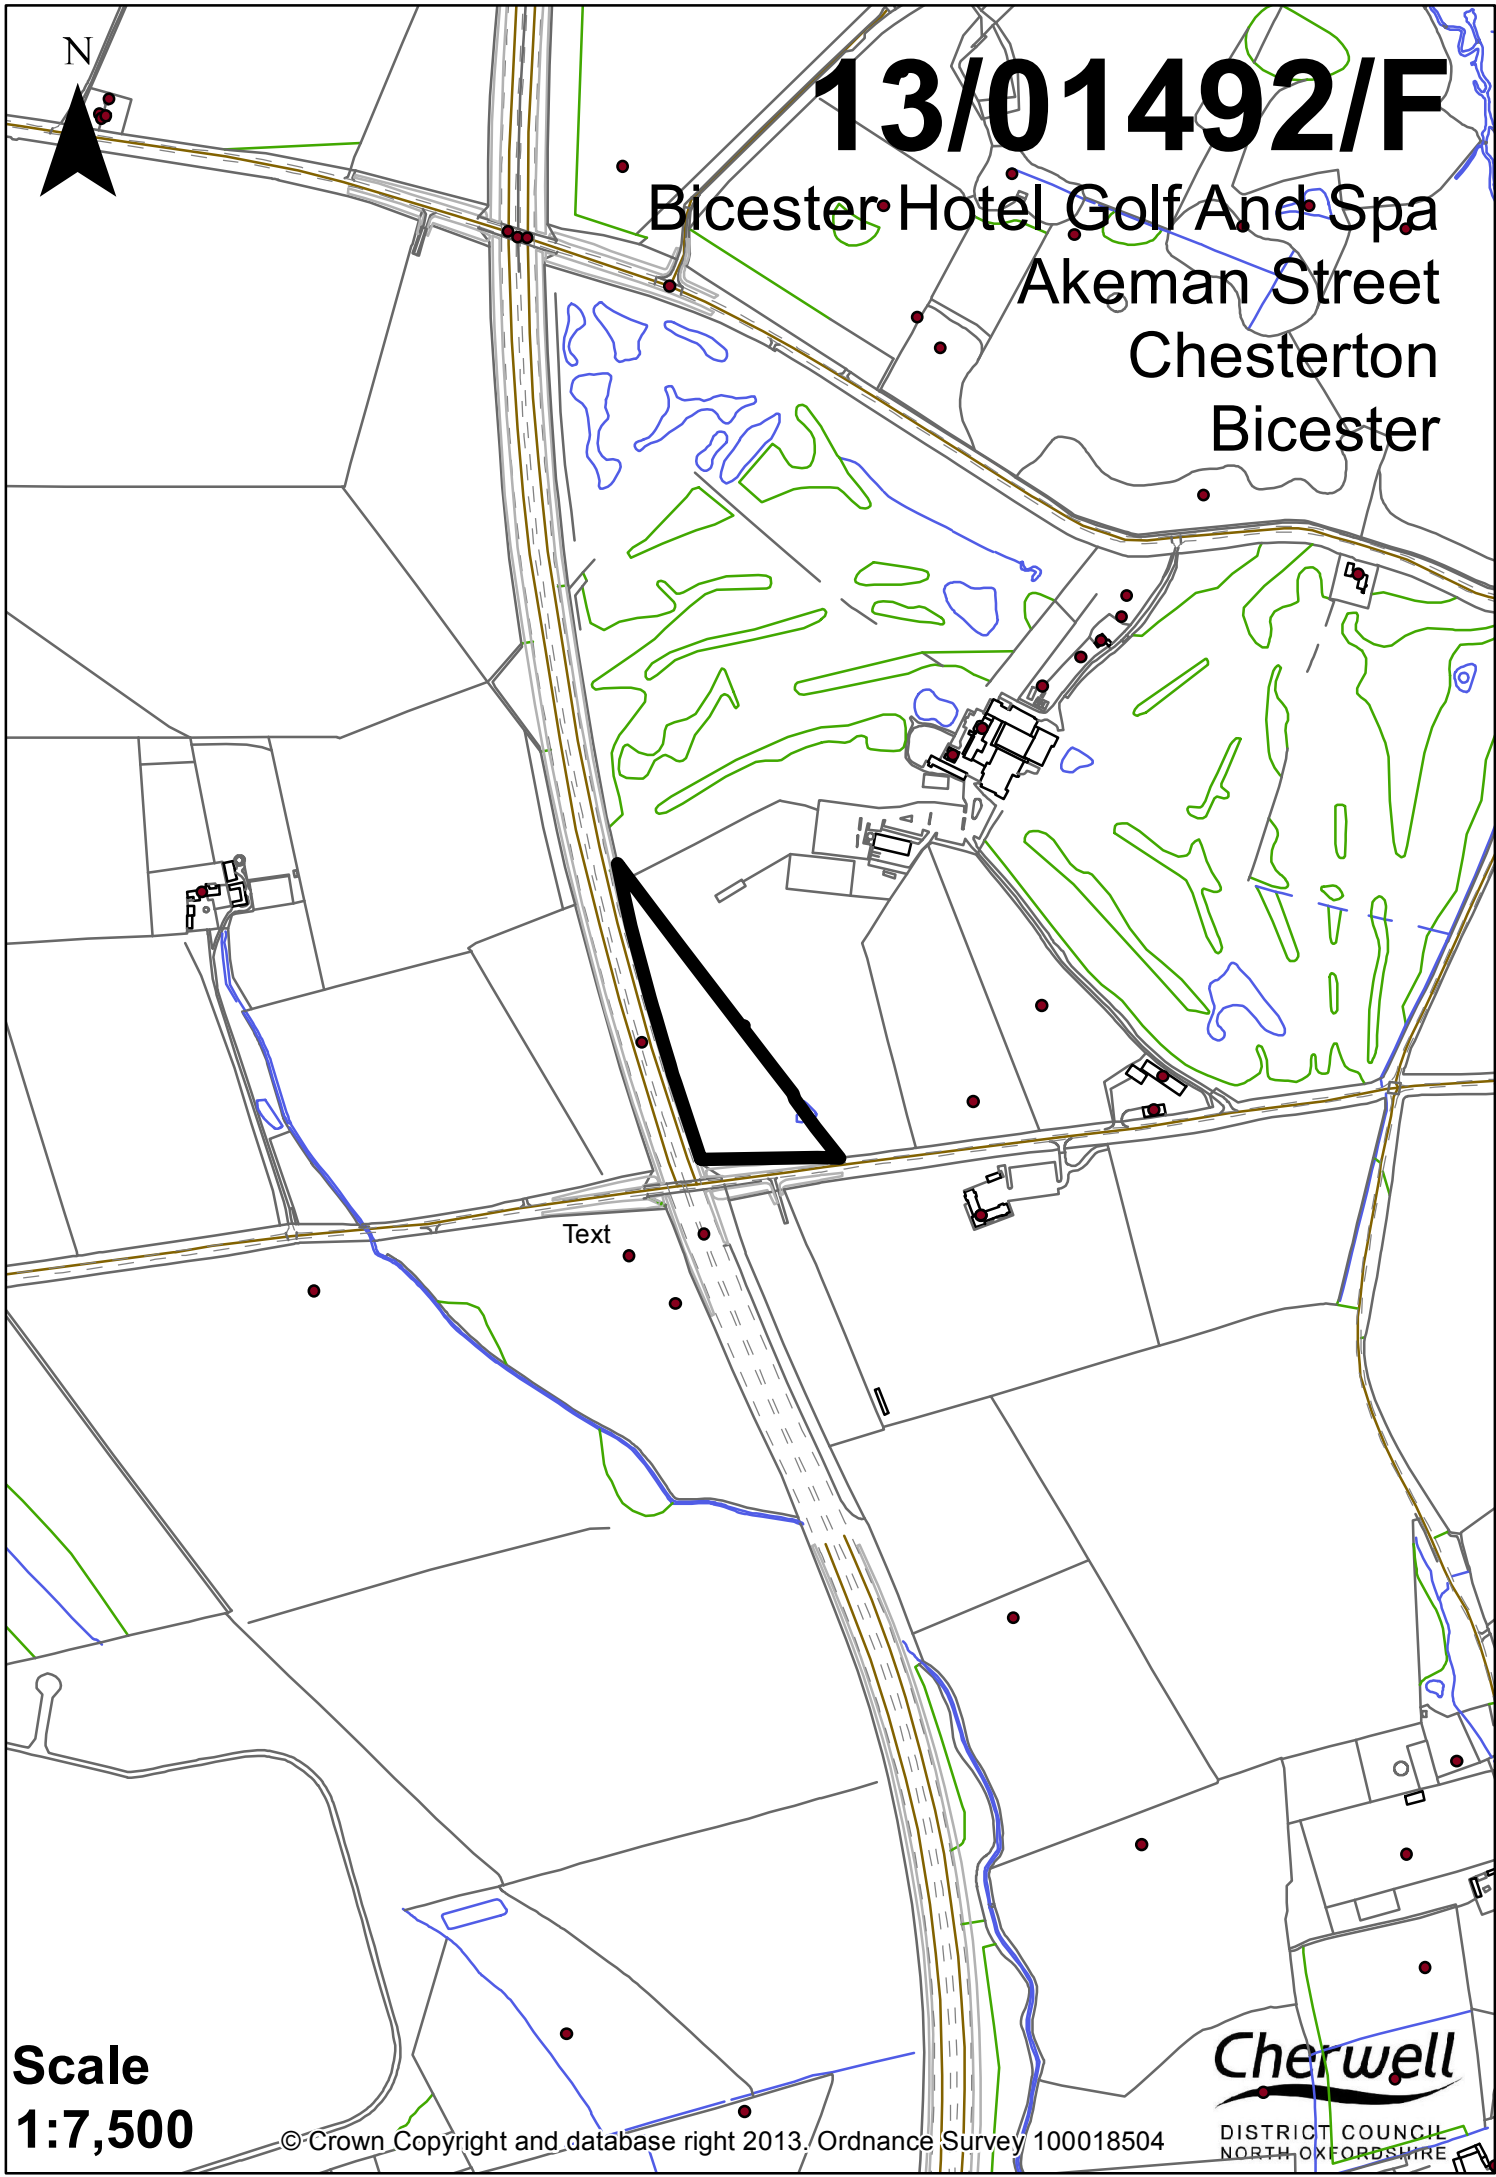 N
13/01492/F
Bicester Hotel Golf And Spa
Akeman Street
Chesterton
Bicester
Text
Scale
1:7,500
© Crown Copyright and database right 2013. Ordnance Survey 100018504
Cherwell
DISTRICT COUNCIL
NORTH OXFORDSHIRE